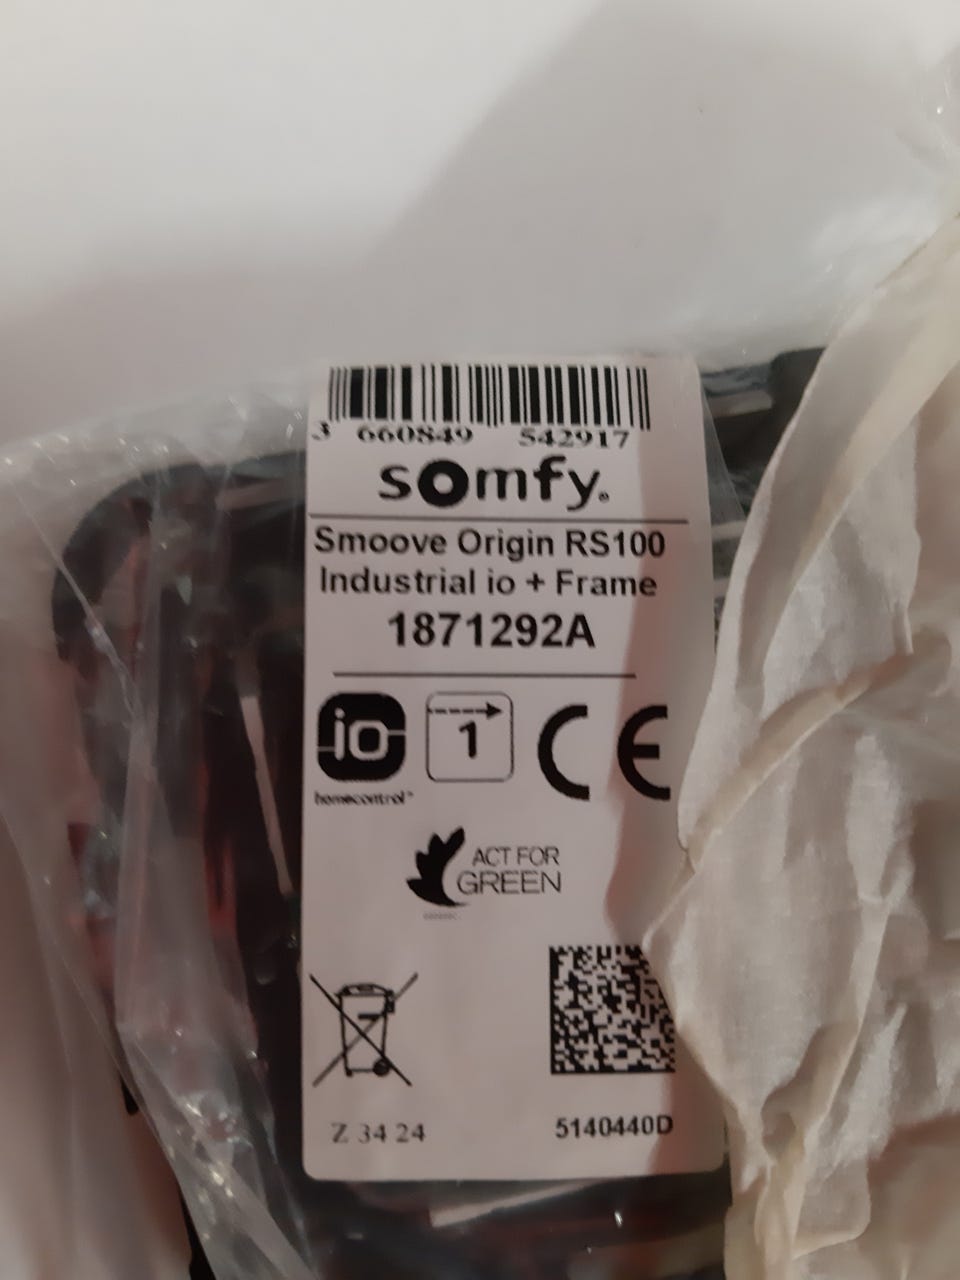 3 660849 542917
somfy®
Smoove Origin RS100
Industrial io + Frame
1871292A
io
1
CE
homecontrol™
ACT FOR
GREEN
Z 34 24
5140440D